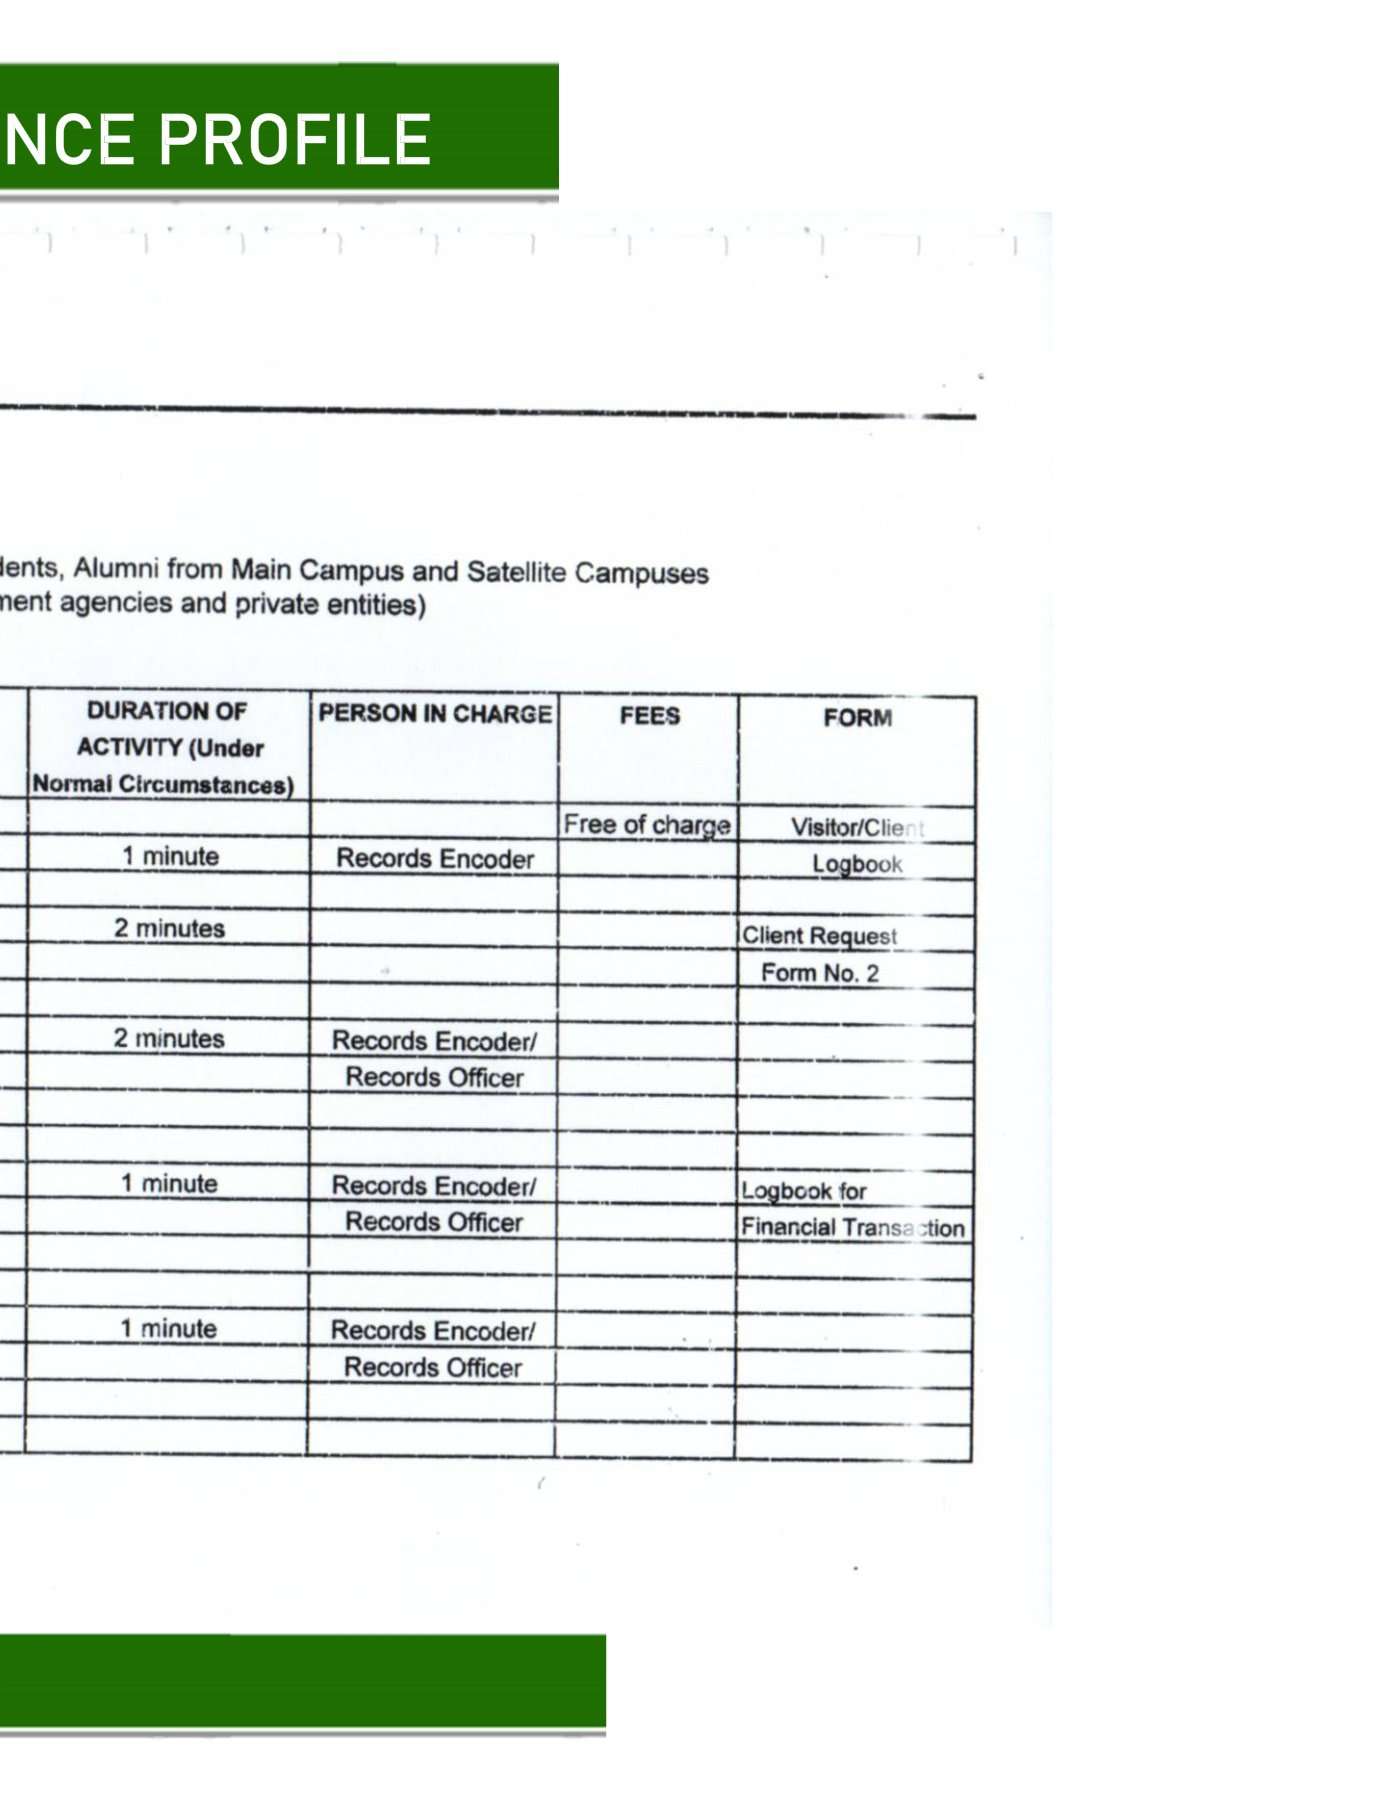 NCE PROFILE
dents, Alumni from Main Campus and Satellite Campuses
ment agencies and private entities)
DURATION OF PERSON IN CHARGE FEES FORM
ACTIVITY (Under
Normal Circumstances)
Free of charge Visitor/Client
1 minute Records Encoder Logbook
2 minutes Client Request
Form No. 2
2 minutes Records Encoder/
Records Officer
1 minute Records Encoder/ Logbook for
Records Officer Financial Transaction
1 minute Records Encoder/
Records Officer